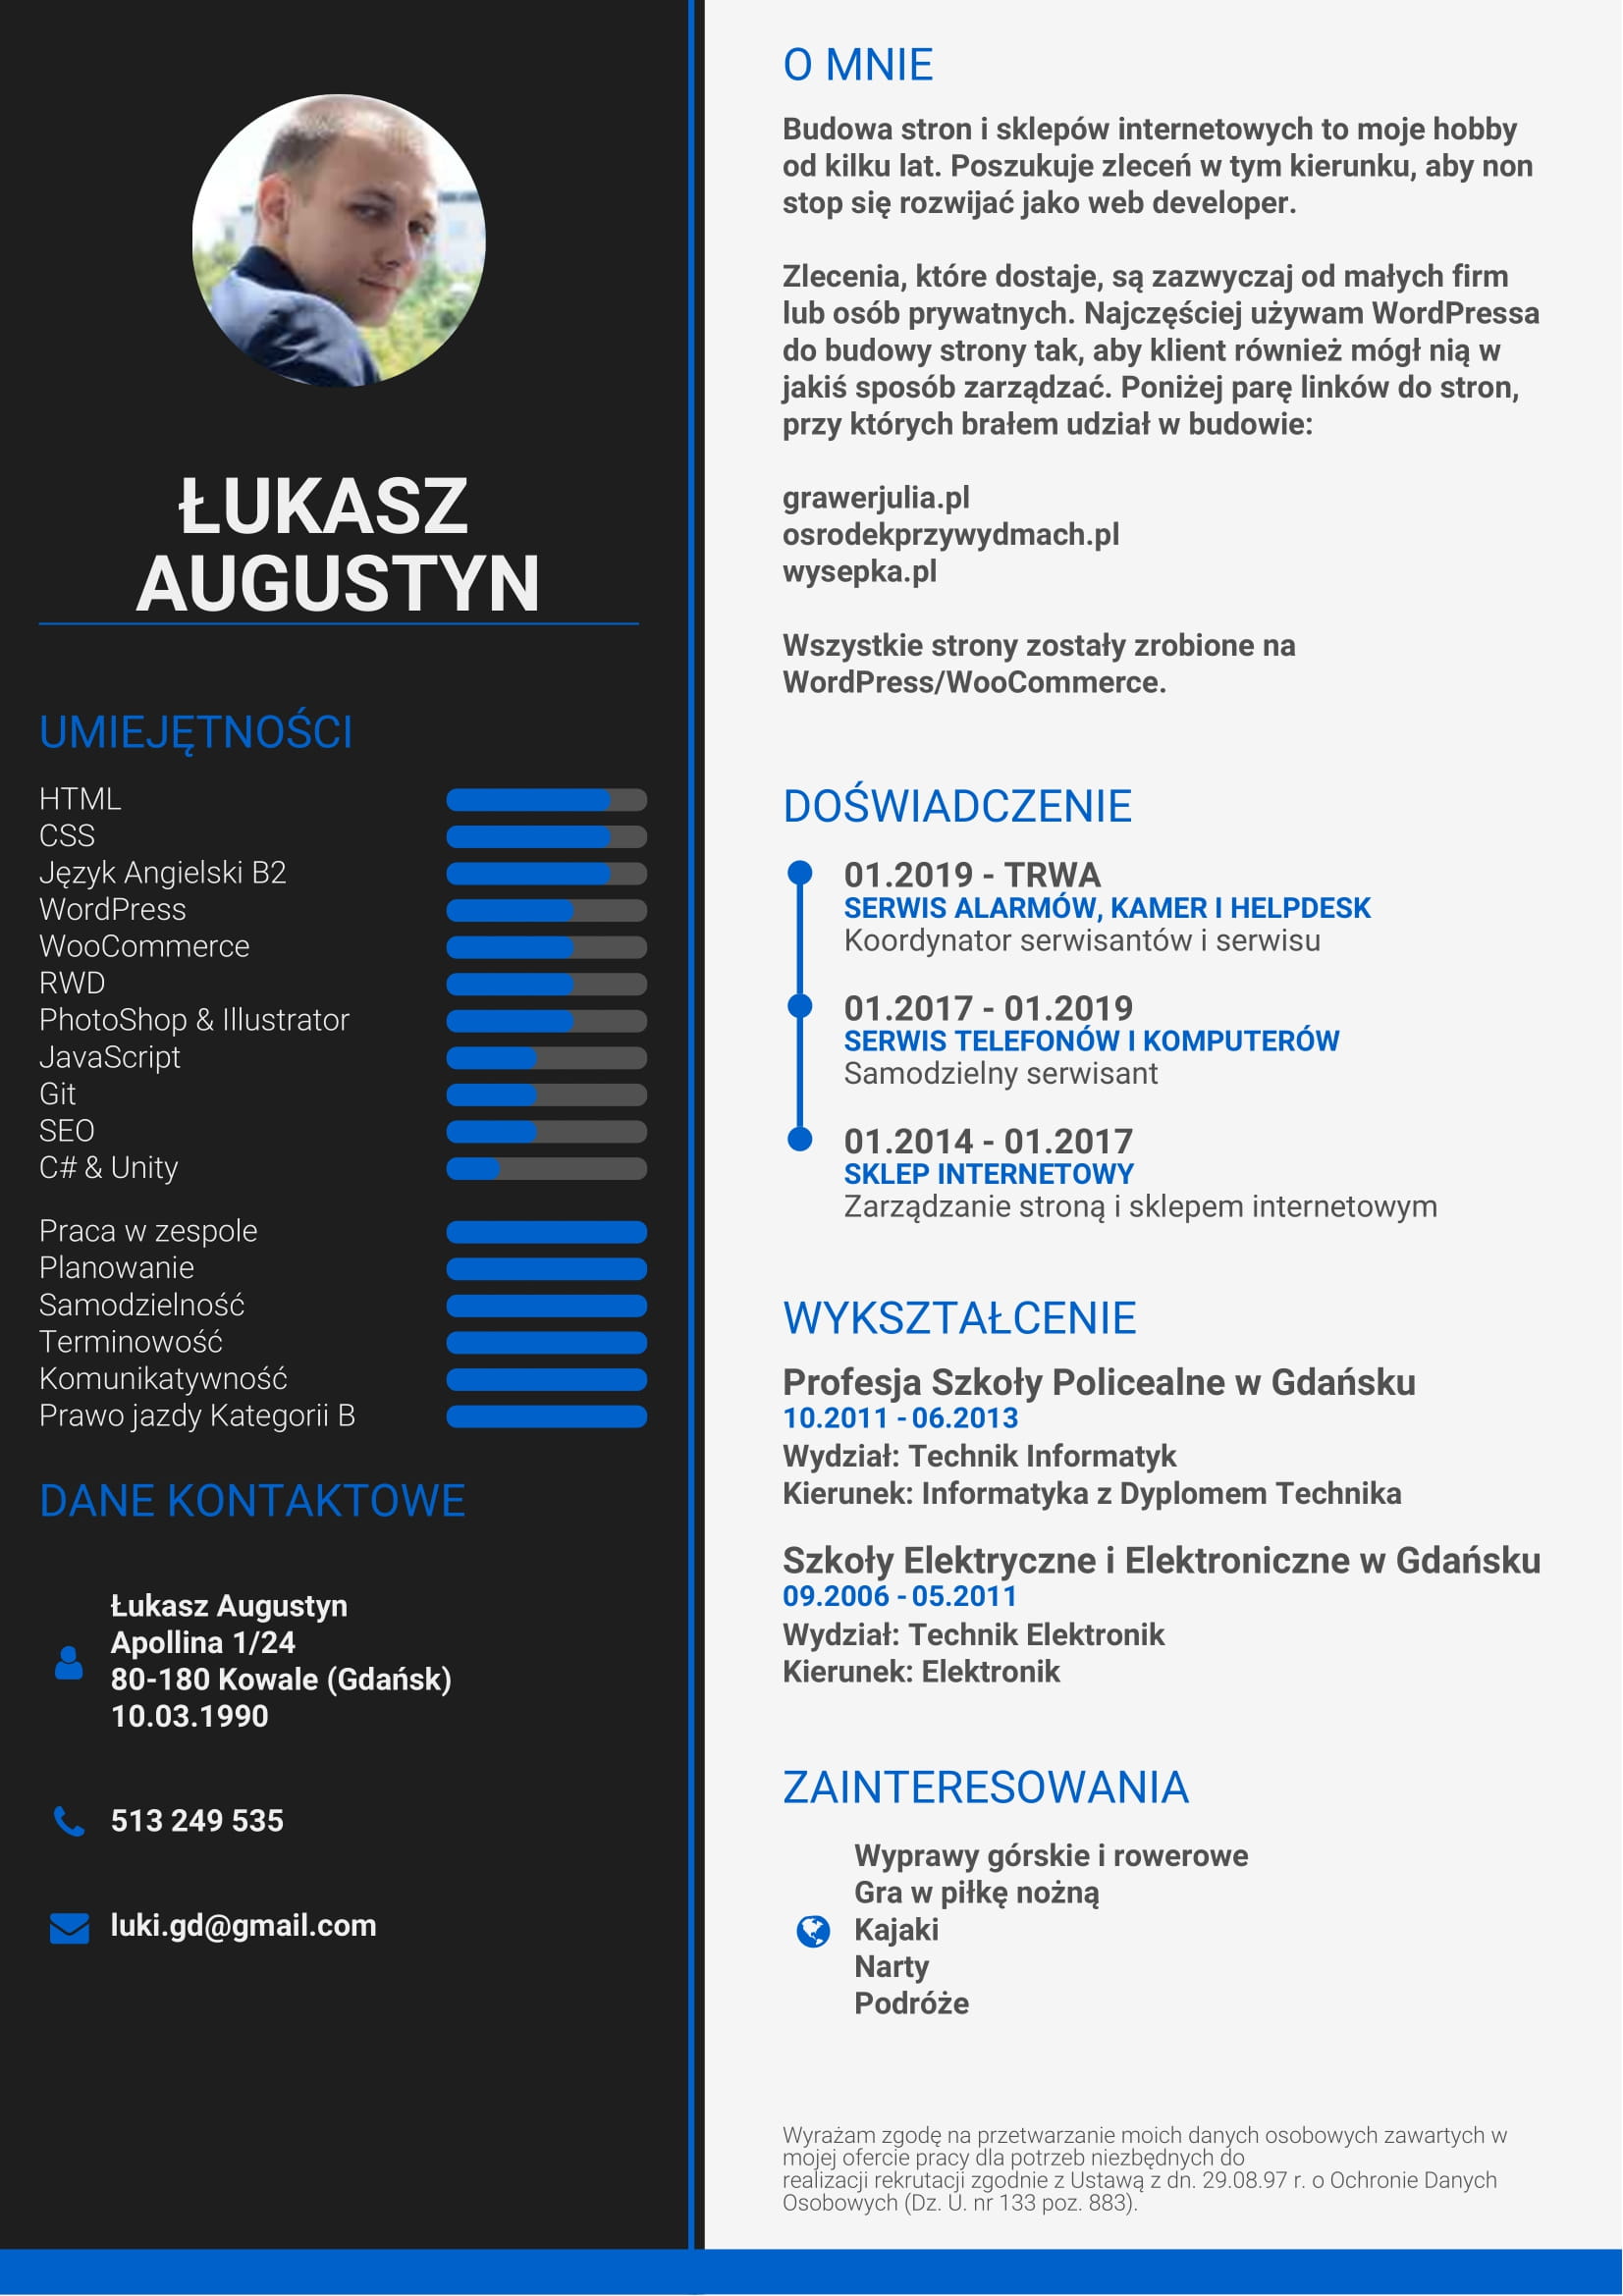 ŁUKASZ
AUGUSTYN
UMIEJĘTNOŚCI
HTML
CSS
Język Angielski B2
WordPress
WooCommerce
RWD
PhotoShop & Illustrator
JavaScript
Git
SEO
C# & Unity
Praca w zespole
Planowanie
Samodzielność
Terminowość
Komunikatywność
Prawo jazdy Kategorii B
DANE KONTAKTOWE
Łukasz Augustyn
Apollina 1/24
80-180 Kowale (Gdańsk)
10.03.1990
513 249 535
luki.gd@gmail.com
O MNIE
Budowa stron i sklepów internetowych to moje hobby
od kilku lat. Poszukuje zleceń w tym kierunku, aby non
stop się rozwijać jako web developer.
Zlecenia, które dostaje, są zazwyczaj od małych firm
lub osób prywatnych. Najczęściej używam WordPressa
do budowy strony tak, aby klient również mógł nią w
jakiś sposób zarządzać. Poniżej parę linków do stron,
przy których brałem udział w budowie:
grawerjulia.pl
osrodekprzywydmach.pl
wysepka.pl
Wszystkie strony zostały zrobione na
WordPress/WooCommerce.
DOŚWIADCZENIE
01.2019 - TRWA
SERWIS ALARMÓW, KAMER I HELPDESK
Koordynator serwisantów i serwisu
01.2017 - 01.2019
SERWIS TELEFONÓW I KOMPUTERÓW
Samodzielny serwisant
01.2014 - 01.2017
SKLEP INTERNETOWY
Zarządzanie stroną i sklepem internetowym
WYKSZTAŁCENIE
Profesja Szkoły Policealne w Gdańsku
10.2011 - 06.2013
Wydział: Technik Informatyk
Kierunek: Informatyka z Dyplomem Technika
Szkoły Elektryczne i Elektroniczne w Gdańsku
09.2006 - 05.2011
Wydział: Technik Elektronik
Kierunek: Elektronik
ZAINTERESOWANIA
Wyprawy górskie i rowerowe
Gra w piłkę nożną
Kajaki
Narty
Podróże
Wyrażam zgodę na przetwarzanie moich danych osobowych zawartych w
mojej ofercie pracy dla potrzeb niezbędnych do
realizacji rekrutacji zgodnie z Ustawą z dn. 29.08.97 r. o Ochronie Danych
Osobowych (Dz. U. nr 133 poz. 883).